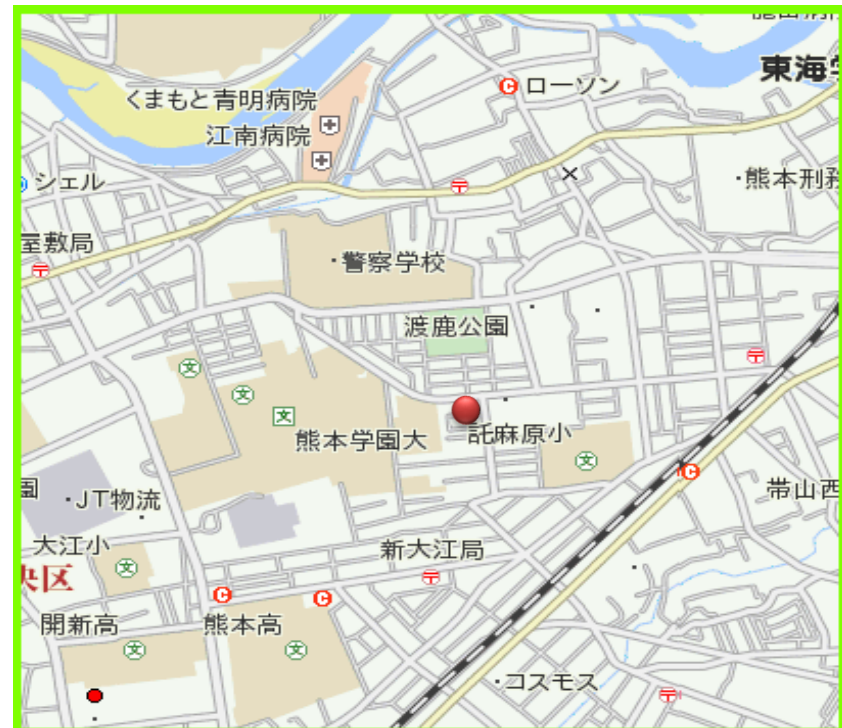 東海
くまもと青明病院
ローソン
江南病院
シェル
・熊本刑務
屋敷局
・警察学校
渡鹿公園
熊本学園大
託麻原小
園
・JT物流
帯山西
大江小
新大江局
央区
開新高
熊本高
・コスモス